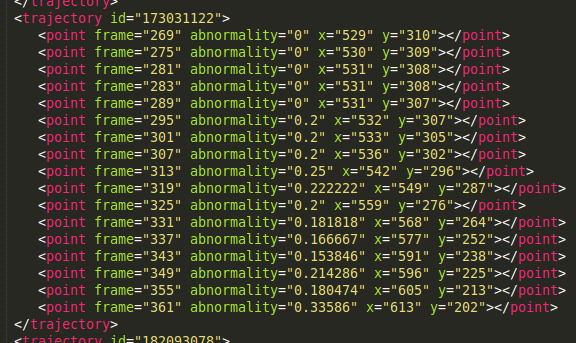 </trajectory>
<trajectory id="173031122">
<point frame="269" abnormality="0" x="529" y="310"></point>
<point frame="275" abnormality="0" x="530" y="309"></point>
<point frame="281" abnormality="0" x="531" y="308"></point>
<point frame="283" abnormality="0" x="531" y="308"></point>
<point frame="289" abnormality="0" x="531" y="307"></point>
<point frame="295" abnormality="0.2" x="532" y="307"></point>
<point frame="301" abnormality="0.2" x="533" y="305"></point>
<point frame="307" abnormality="0.2" x="536" y="302"></point>
<point frame="313" abnormality="0.25" x="542" y="296"></point>
<point frame="319" abnormality="0.222222" x="549" y="287"></point>
<point frame="325" abnormality="0.2" x="559" y="276"></point>
<point frame="331" abnormality="0.181818" x="568" y="264"></point>
<point frame="337" abnormality="0.166667" x="577" y="252"></point>
<point frame="343" abnormality="0.153846" x="591" y="238"></point>
<point frame="349" abnormality="0.214286" x="596" y="225"></point>
<point frame="355" abnormality="0.180474" x="605" y="213"></point>
<point frame="361" abnormality="0.33586" x="613" y="202"></point>
</trajectory>
<trajectory id="182093078">